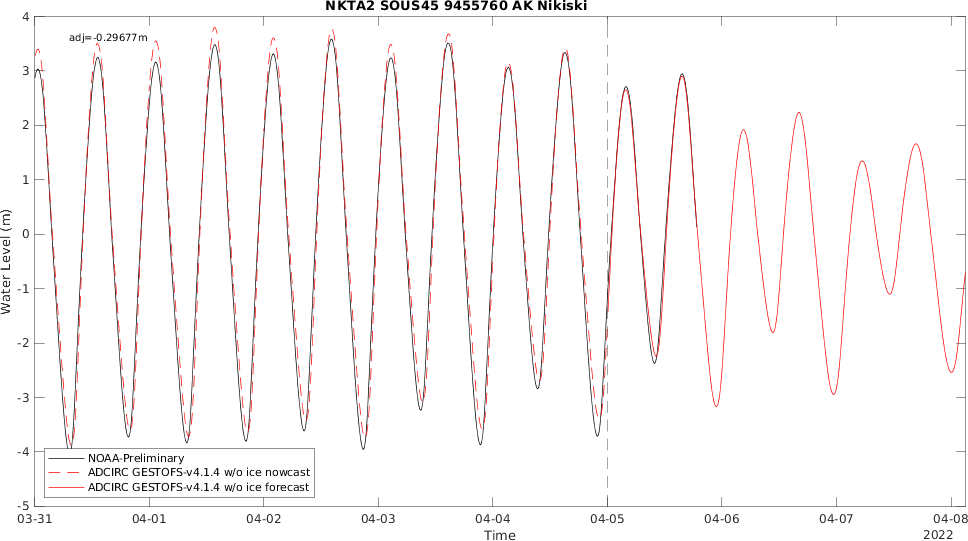 NKTA2 SOUS45 9455760 AK Nikiski
adj=-0.29677m
4
3
2
1
0
-1
-2
-3
-4
-5
Water Level (m)
NOAA-Preliminary
ADCIRC GESTOFS-v4.1.4 w/o ice nowcast
ADCIRC GESTOFS-v4.1.4 w/o ice forecast
03-31 04-01 04-02 04-03 04-04 04-05 04-06 04-07 04-08
Time
2022